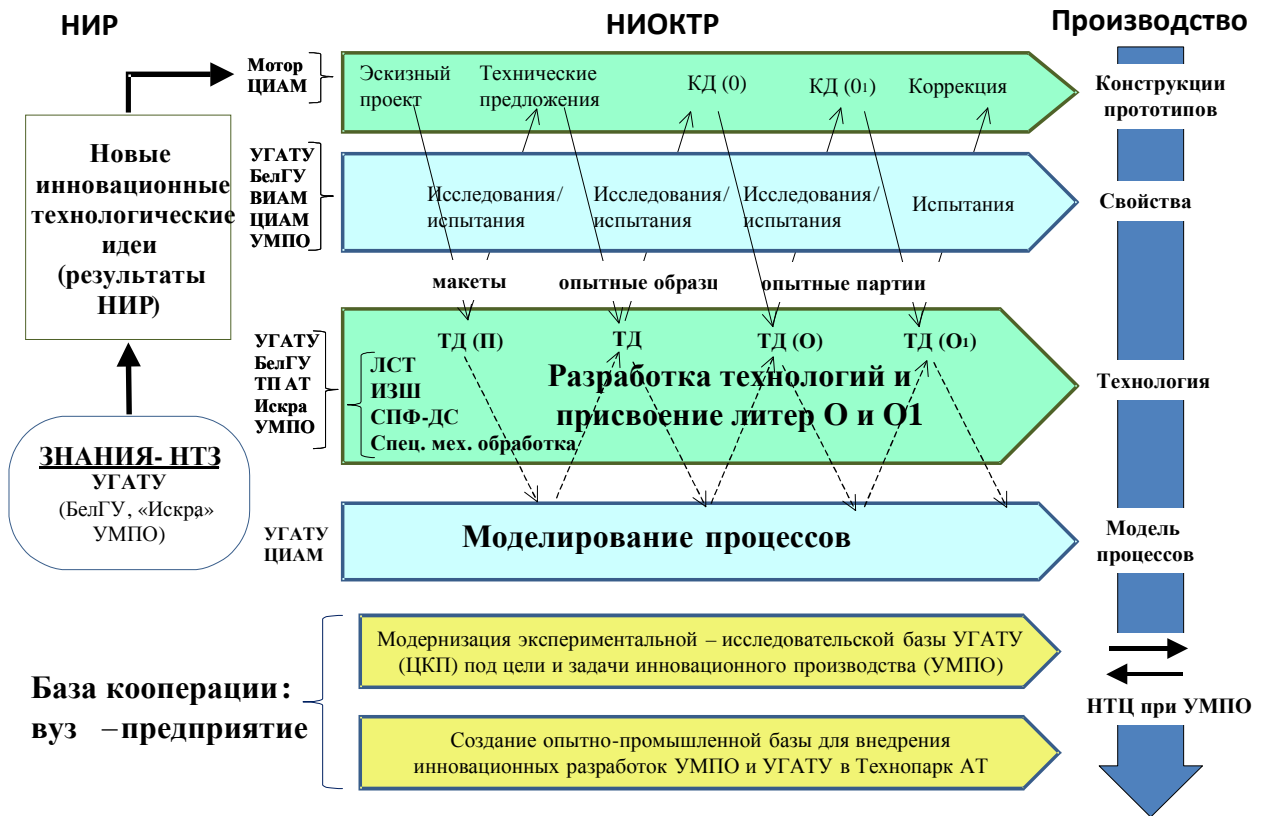 НИР
НИОКТР
Производство
Мотор
ЦИАМ
Эскизный
проект
Технические
предложения
КД (0)
КД (01)
Коррекция
Конструкции
прототипов
Новые
инновационные
технологические
идеи
(результаты
НИР)
УГАТУ
БелГУ
ВИАМ
ЦИАМ
УМПО
Исследования/
испытания
Исследования/
испытания
Исследования/
испытания
Испытания
Свойства
макеты
опытные образц
опытные партии
УГАТУ
БелГУ
ТП АТ
Искра
УМПО
ТД (П)
ТД
ТД (О)
ТД (О1)
ЛСТ
ИЗШ
СПФ-ДС
Спец. мех. обработка
Разработка технологий и
присвоение литер О и О1
Технология
ЗНАНИЯ- НТЗ
УГАТУ
(БелГУ, «Искра»
УМПО)
УГАТУ
ЦИАМ
Моделирование процессов
Модель
процессов
База кооперации:
вуз –предприятие
Модернизация экспериментальной – исследовательской базы УГАТУ
(ЦКП) под цели и задачи инновационного производства (УМПО)
НТЦ при УМПО
Создание опытно-промышленной базы для внедрения
инновационных разработок УМПО и УГАТУ в Технопарк АТ